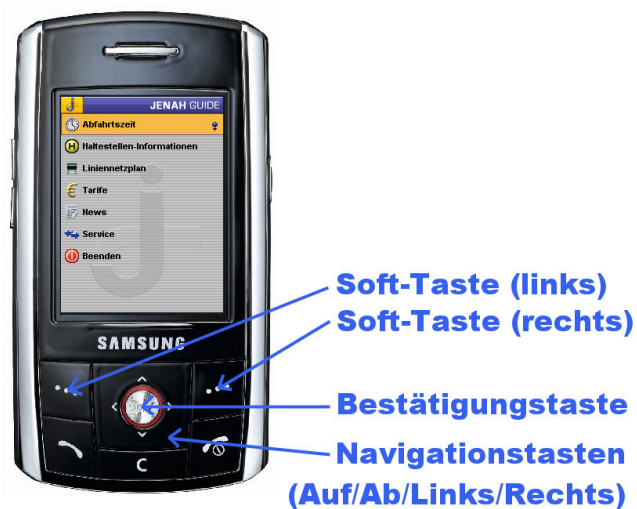 JENAH GUIDE
Abfahrtszeit
Haltestellen-Informationen
Liniennetzplan
Tarife
News
Service
Beenden
SAMSUNG
C
Soft-Taste (links)
Soft-Taste (rechts)
Bestätigungstaste
Navigationstasten
(Auf/Ab/Links/Rechts)